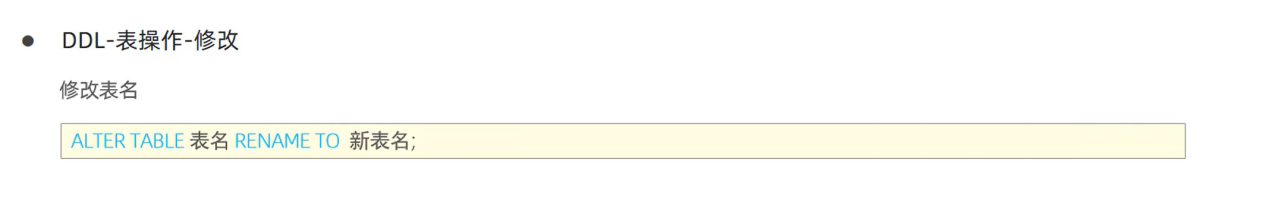 ● DDL-表操作-修改
修改表名
ALTER TABLE 表名 RENAME TO 新表名;